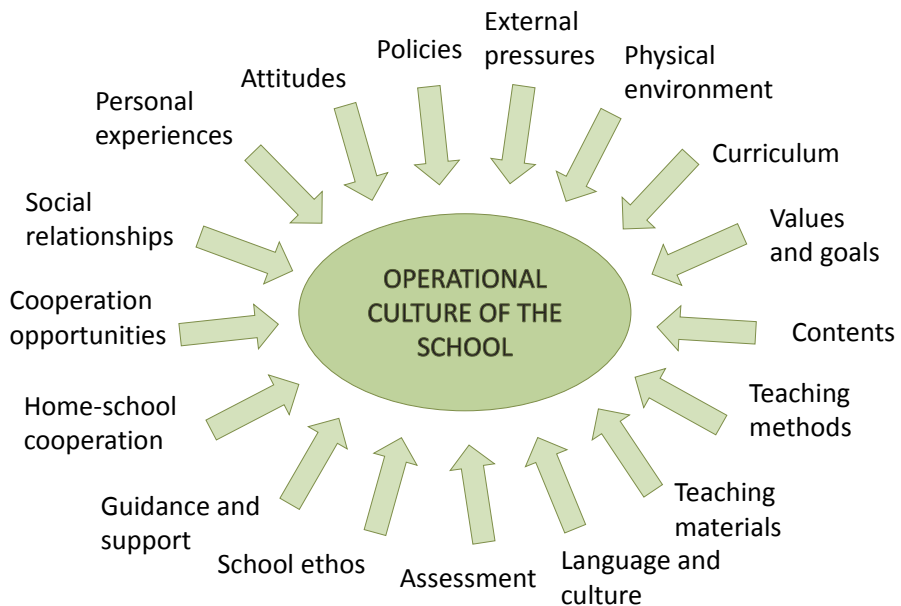 External
pressures
Policies
Physical
environment
Attitudes
Personal
experiences
Curriculum
Social
relationships
Values
and goals
OPERATIONAL
CULTURE OF THE
SCHOOL
Cooperation
opportunities
Contents
Home-school
cooperation
Teaching
methods
Guidance and
support
Teaching
materials
School ethos
Assessment
Language and
culture